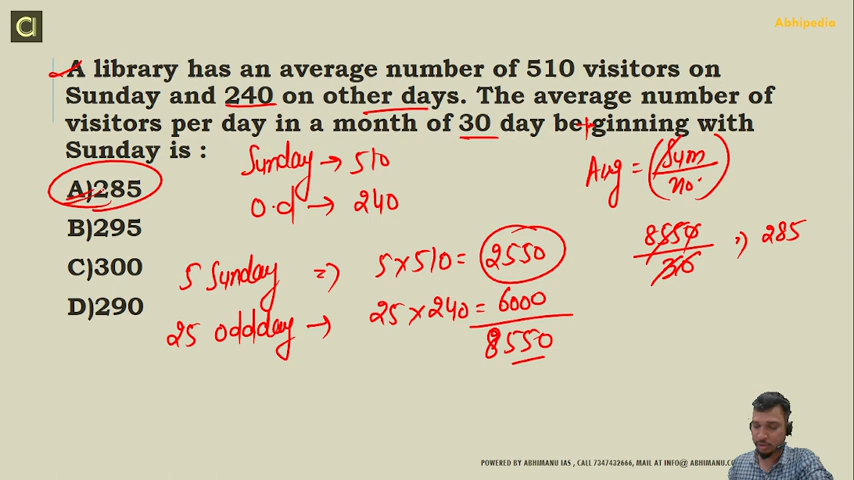 Abhipedia
A library has an average number of 510 visitors on
Sunday and 240 on other days. The average number of
visitors per day in a month of 30 day beginning with
Sunday is :
A)285
B)295
C)300
D)290
Sunday → 510
O.d → 240
Avg = (Sum/no.)
5 Sunday ⇒ 5×510 = 2550
25 Oddday → 25×240 = 6000
8550
8550/30 ⇒ 285
POWERED BY ABHIMANU IAS , CALL 7347432666, MAIL AT INFO@ ABHIMANU.C